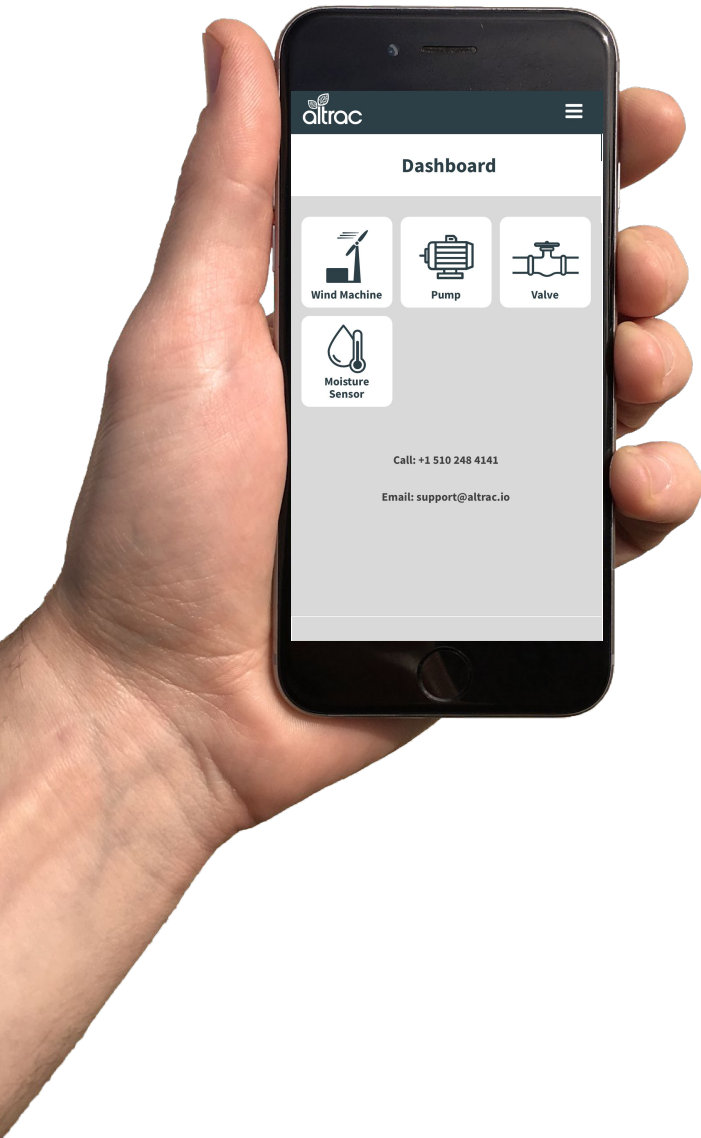 altrac
Dashboard
Wind Machine
Pump
Valve
Moisture
Sensor
Call: +1 510 248 4141
Email: support@altrac.io